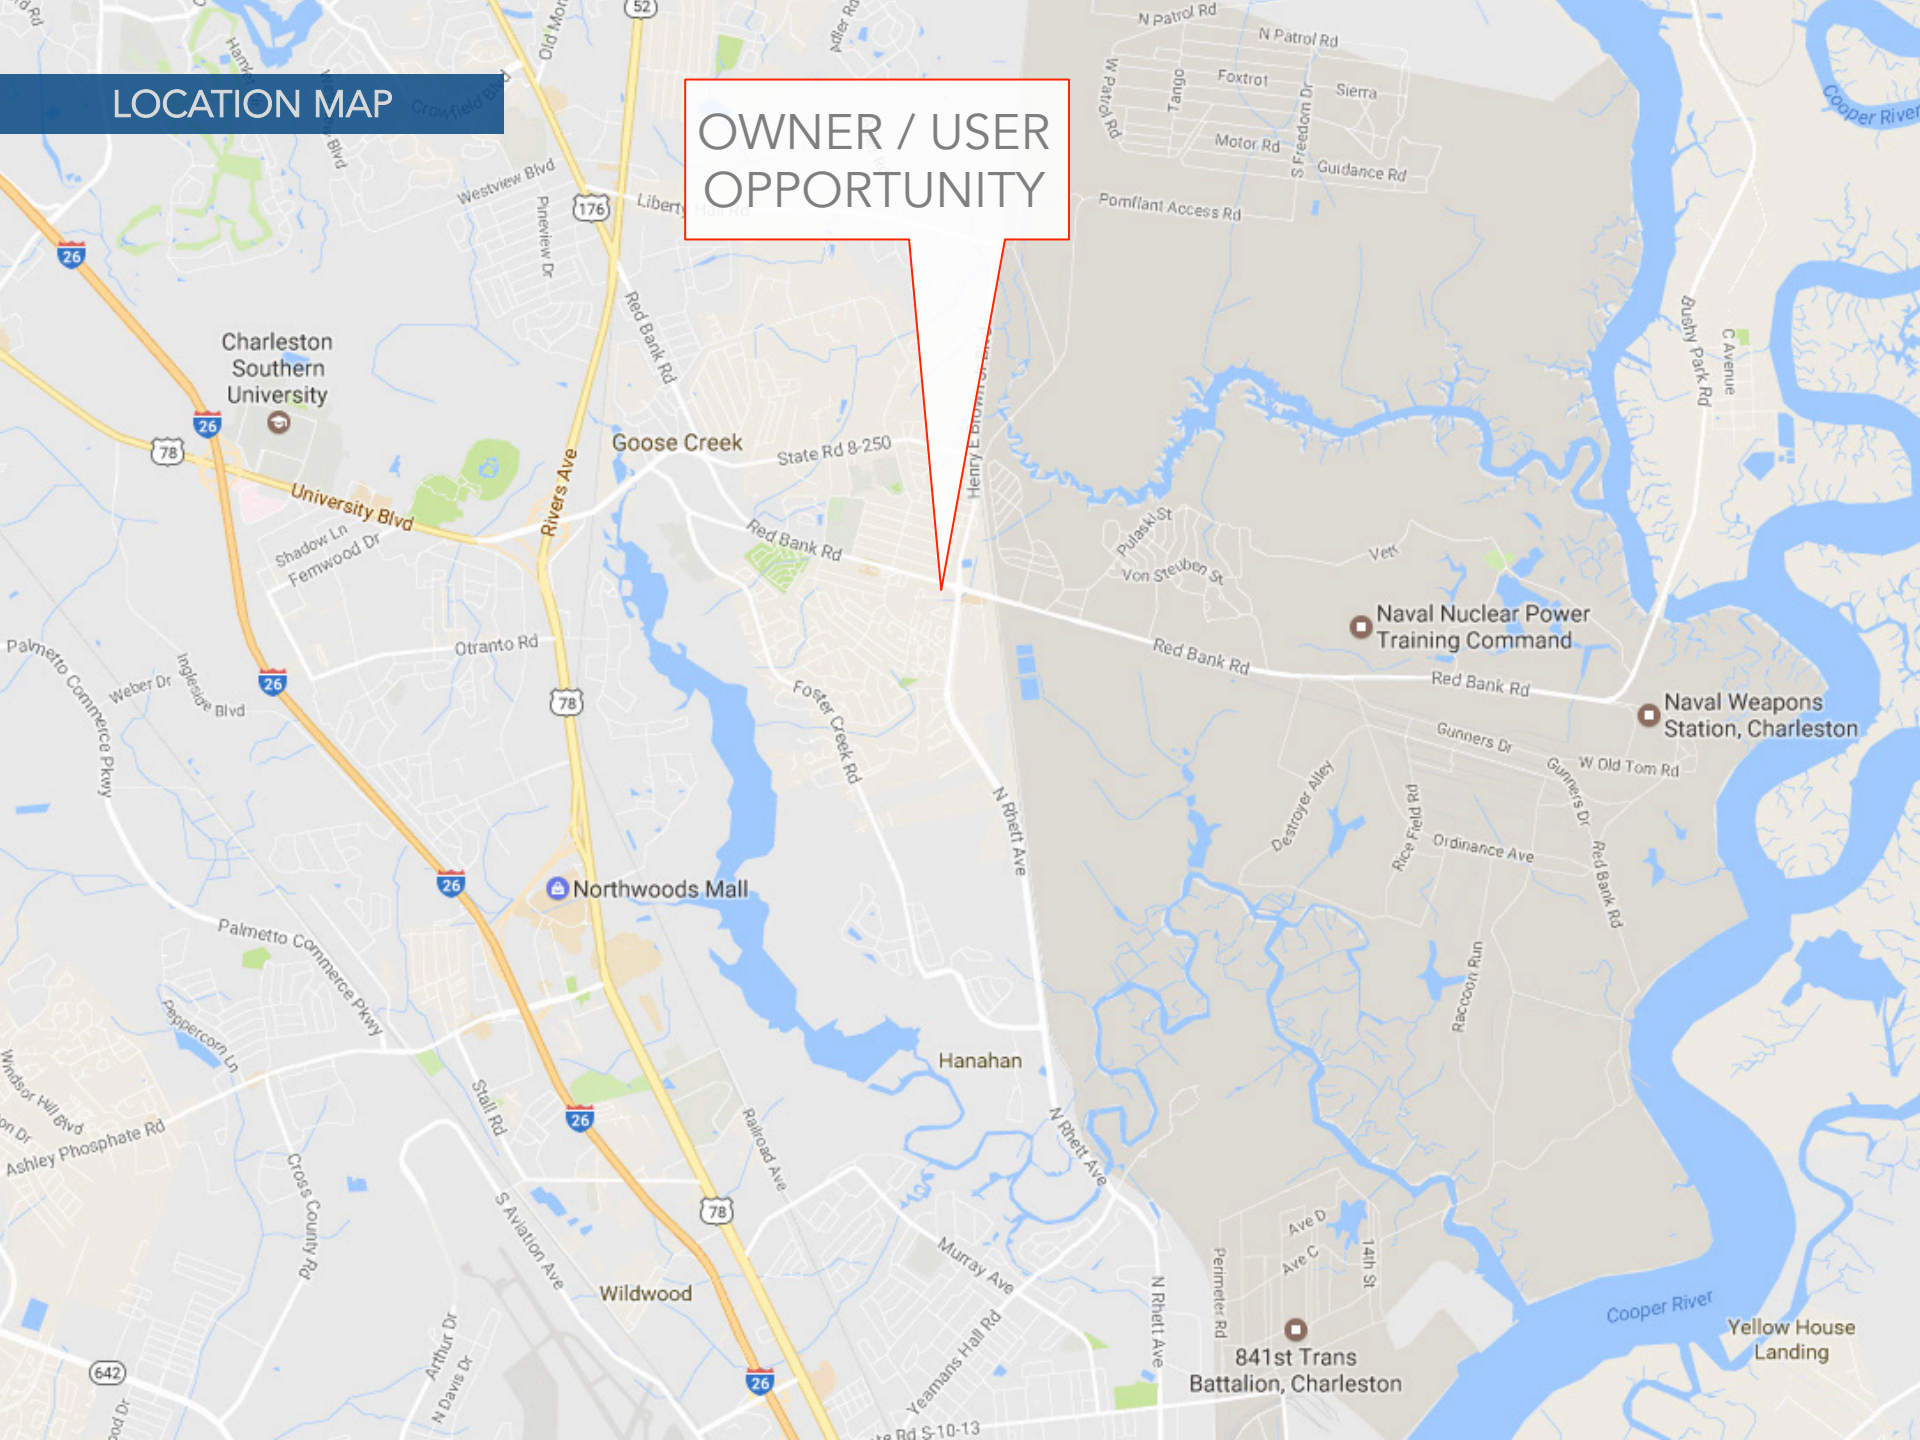 LOCATION MAP
OWNER / USER
OPPORTUNITY
52
N Patrol Rd
N Patrol Rd
W Patrol Rd
Tango
Foxtrot
Sierra
S Freedom Dr
Motor Rd
Guidance Rd
Pomflant Access Rd
Cooper River
Crowfield Blvd
Westview Blvd
Pineview Dr
176
Liberty Hall Rd
26
Red Bank Rd
Charleston
Southern
University
26
78
University Blvd
Rivers Ave
Goose Creek
State Rd 8-250
Henry E Brown Jr Blvd
Bushy Park Rd
C Avenue
Shadow Ln
Fernwood Dr
Red Bank Rd
Pulaski St
Von Steuben St
Naval Nuclear Power
Training Command
Otranto Rd
Red Bank Rd
Red Bank Rd
Naval Weapons
Station, Charleston
Palmetto Commerce Pkwy
Weber Dr
Ingleside Blvd
26
78
Foster Creek Rd
Gunners Dr
W Old Tom Rd
Gunners Dr
N Rhett Ave
Destroyer Alley
Rice Field Rd
Ordinance Ave
Red Bank Rd
26
Northwoods Mall
Palmetto Commerce Pkwy
Raccoon Run
Peppercorn Ln
Hanahan
Windsor Hill Blvd
Ashley Phosphate Rd
Stall Rd
26
Railroad Ave
N Rhett Ave
Cross County Rd
S Aviation Ave
78
Murray Ave
Ave D
Ave C
14th St
Perimeter Rd
Wildwood
N Rhett Ave
Cooper River
Yellow House
Landing
Arthur Dr
N Davis Dr
Yeamans Hall Rd
841st Trans
Battalion, Charleston
642
26
Rd S-10-13